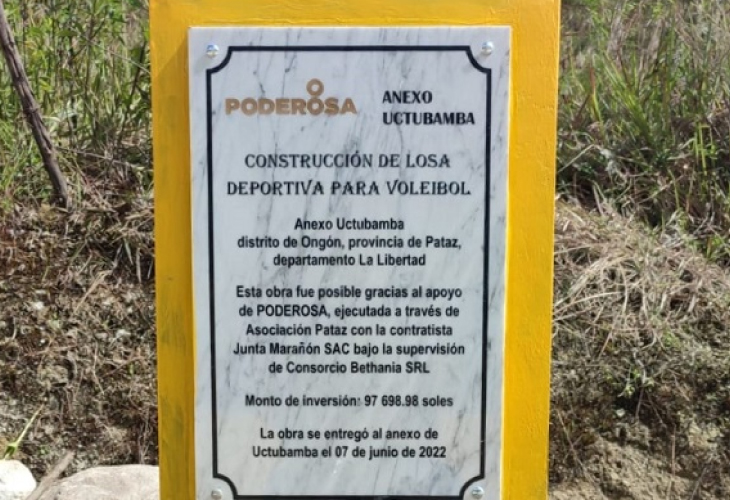 PODEROSA
ANEXO
UCTUBAMBA
CONSTRUCCIÓN DE LOSA
DEPORTIVA PARA VOLEIBOL
Anexo Uctubamba
distrito de Ongón, provincia de Pataz,
departamento La Libertad
Esta obra fue posible gracias al apoyo
de PODEROSA, ejecutada a través de
Asociación Pataz con la contratista
Junta Marañón SAC bajo la supervisión
de Consorcio Bethania SRL
Monto de inversión: 97 698.98 soles
La obra se entregó al anexo de
Uctubamba el 07 de junio de 2022